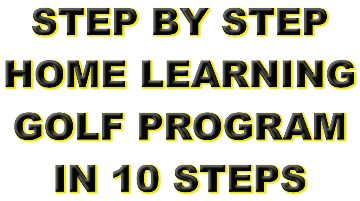 STEP BY STEP
HOME LEARNING
GOLF PROGRAM
IN 10 STEPS